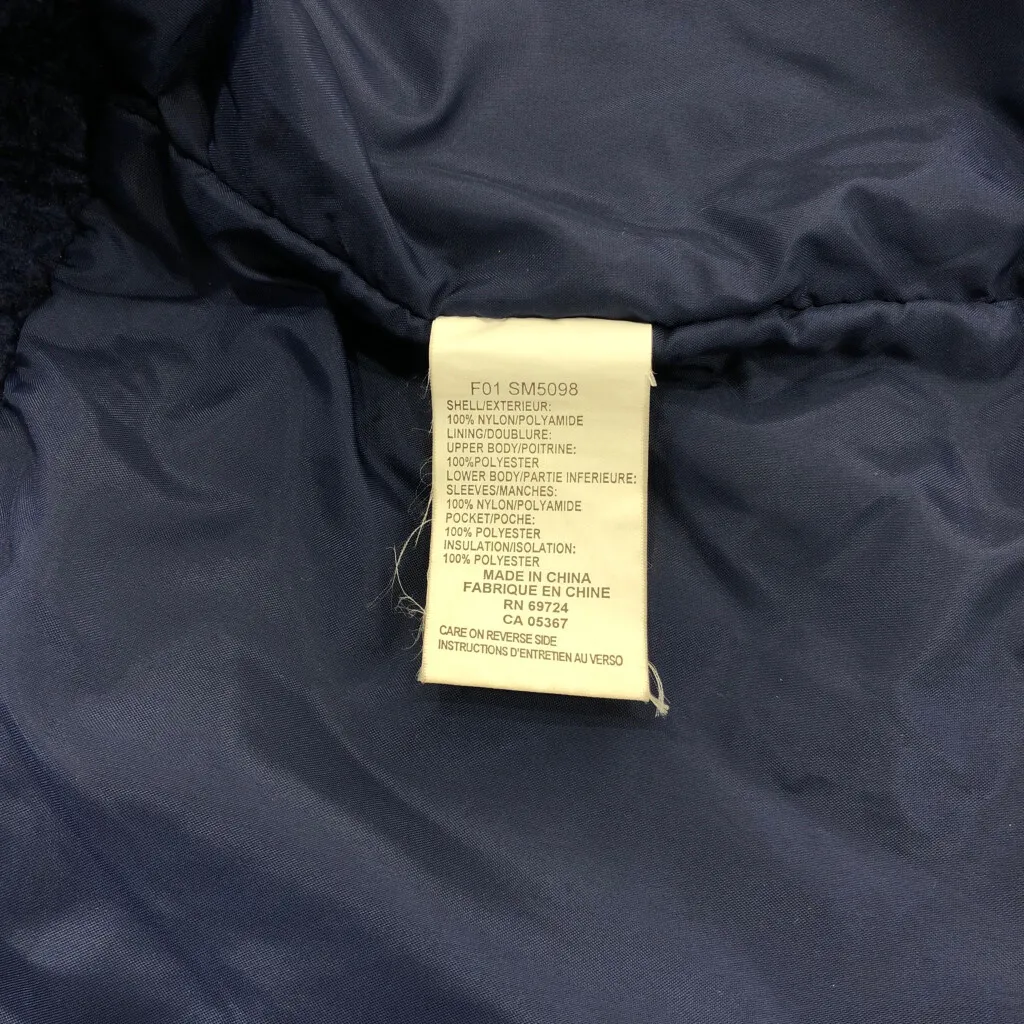 F01 SM5098
SHELL/EXTERIEUR:
100% NYLON/POLYAMIDE
LINING/DOUBLURE:
UPPER BODY/POITRINE:
100%POLYESTER
LOWER BODY/PARTIE INFERIEURE:
SLEEVES/MANCHES:
100% NYLON/POLYAMIDE
POCKET/POCHE:
100% POLYESTER
INSULATION/ISOLATION:
100% POLYESTER
MADE IN CHINA
FABRIQUE EN CHINE
RN 69724
CA 05367
CARE ON REVERSE SIDE
INSTRUCTIONS D'ENTRETIEN AU VERSO